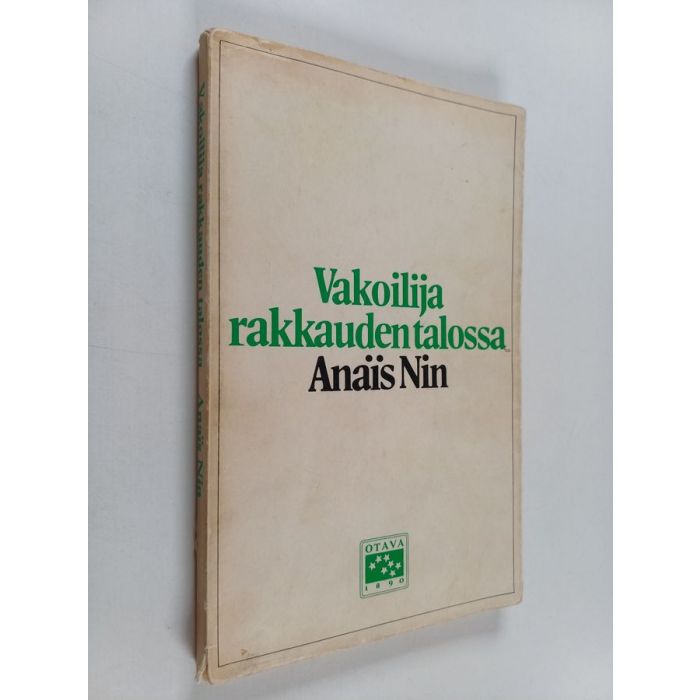 Vakoilija
rakkauden talossa
Anaïs Nin
OTAVA
1890
Vakoilija rakkauden talossa Anaïs Nin